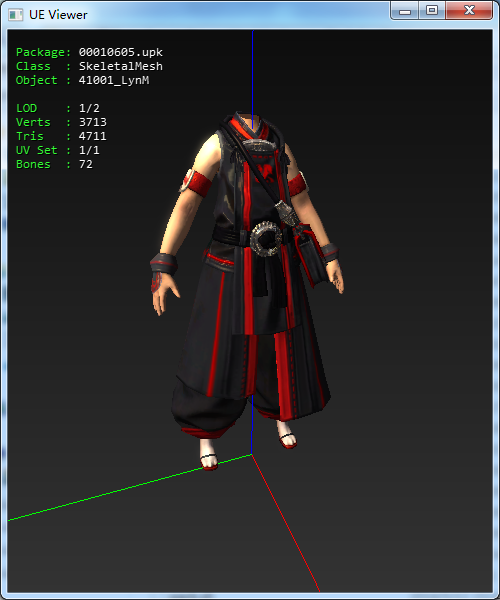 UE Viewer
Package: 00010605.upk
Class : SkeletalMesh
Object : 41001_LynM
LOD : 1/2
Verts : 3713
Tris : 4711
UV Set : 1/1
Bones : 72